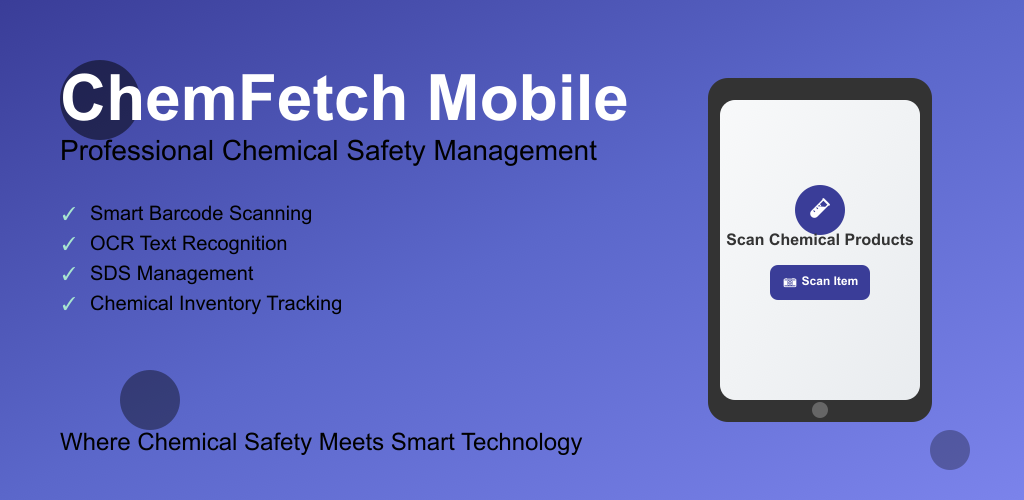 ChemFetch Mobile
Professional Chemical Safety Management
✓ Smart Barcode Scanning
✓ OCR Text Recognition
✓ SDS Management
✓ Chemical Inventory Tracking
Where Chemical Safety Meets Smart Technology
Scan Chemical Products
Scan Item